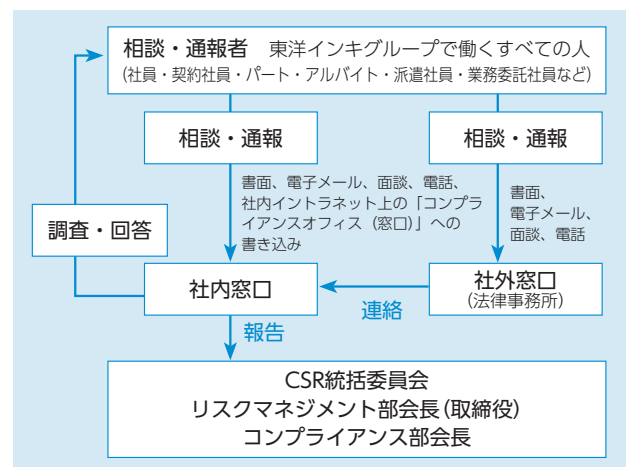 相談・通報者 東洋インキグループで働くすべての人
（社員・契約社員・パート・アルバイト・派遣社員・業務委託社員など）
相談・通報
相談・通報
書面、電子メール、面談、電話、
社内イントラネット上の「コンプラ
イアンスオフィス（窓口）」への
書き込み
書面、
電子メール、
面談、電話
調査・回答
社内窓口
社外窓口
（法律事務所）
連絡
報告
CSR統括委員会
リスクマネジメント部会長（取締役）
コンプライアンス部会長